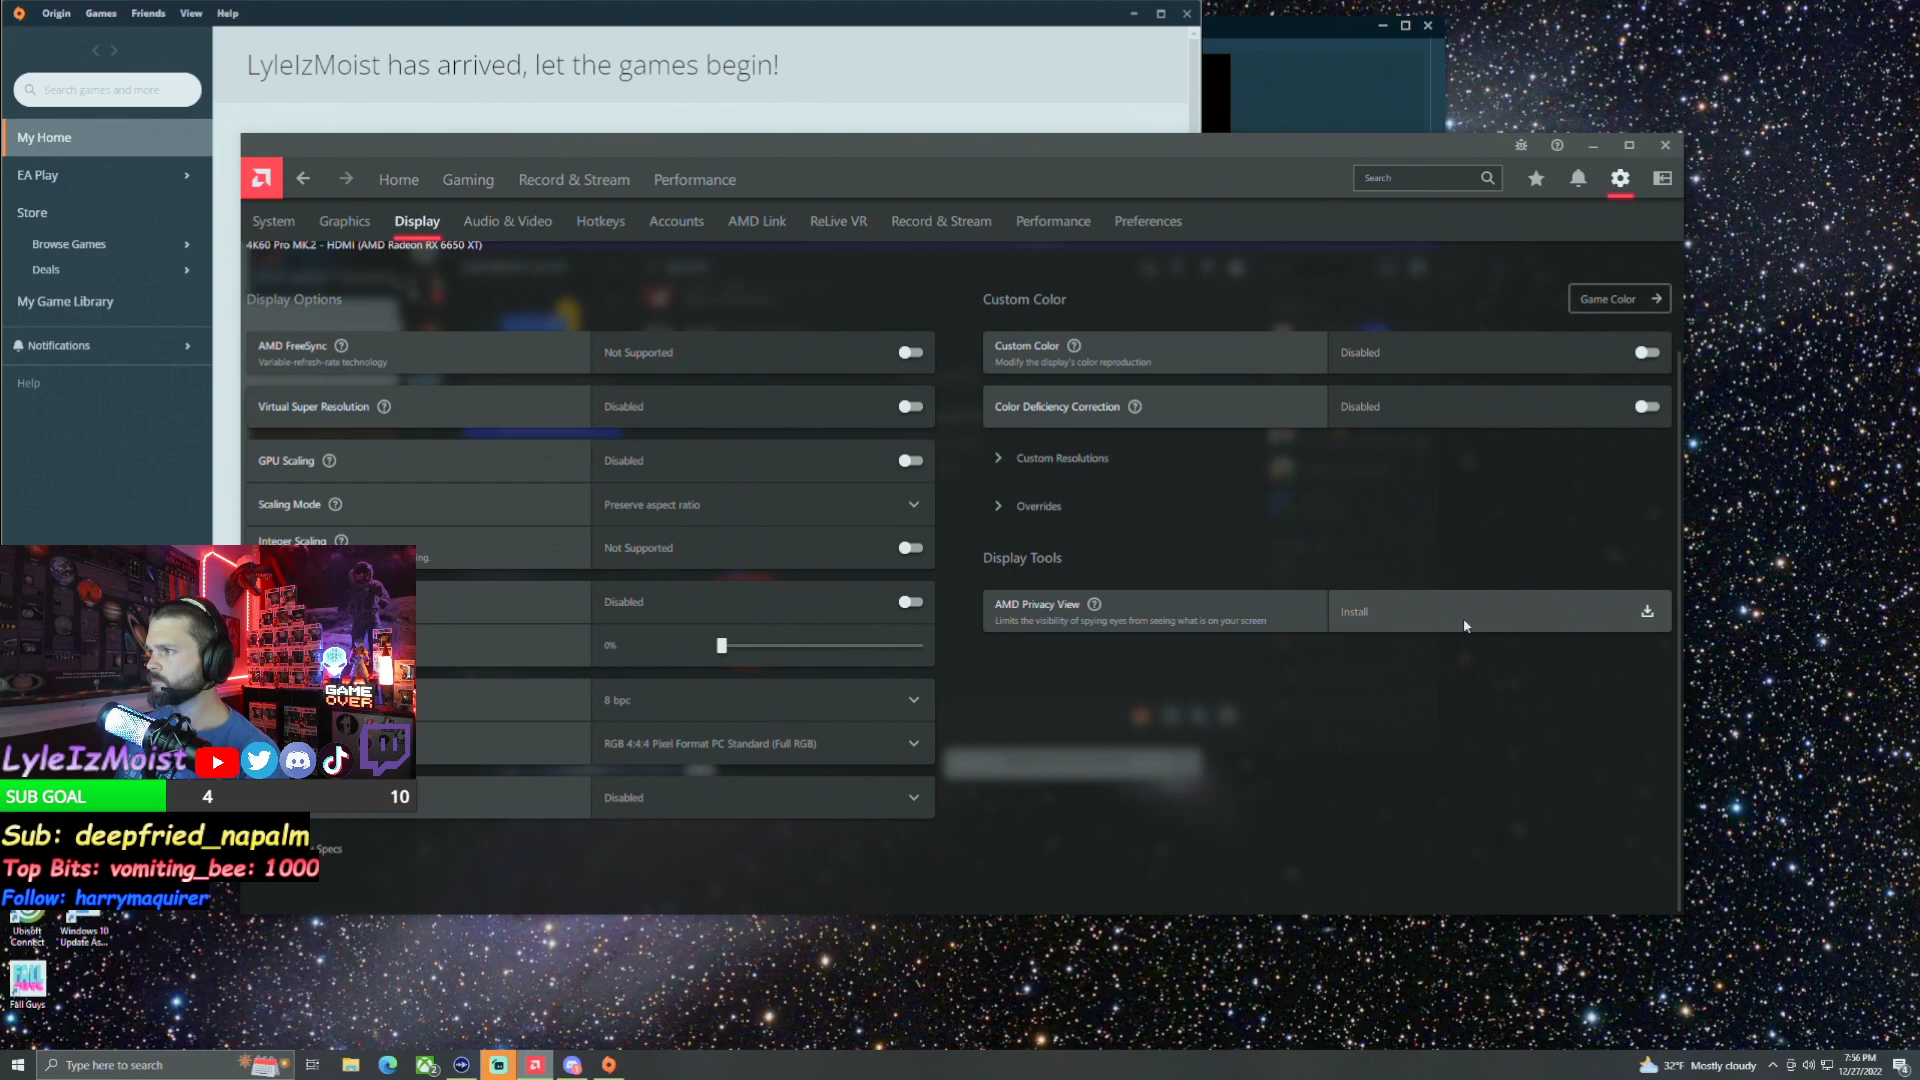 Origin Games Friends View Help
LyleIzMoist has arrived, let the games begin!
Search games and more
My Home
EA Play
Store
Browse Games
Deals
My Game Library
Notifications
Help
Home Gaming Record & Stream Performance
Search
System Graphics Display Audio & Video Hotkeys Accounts AMD Link ReLive VR Record & Stream Performance Preferences
4K60 Pro MK.2 - HDMI (AMD Radeon RX 6650 XT)
Display Options
AMD FreeSync
Variable-refresh-rate technology
Not Supported
Virtual Super Resolution
Disabled
GPU Scaling
Disabled
Scaling Mode
Preserve aspect ratio
Integer Scaling
ng.
Not Supported
Disabled
0%
8 bpc
RGB 4:4:4 Pixel Format PC Standard (Full RGB)
Disabled
Specs
Custom Color
Game Color
Custom Color
Modify the display's color reproduction
Disabled
Color Deficiency Correction
Disabled
Custom Resolutions
Overrides
Display Tools
AMD Privacy View
Limits the visibility of spying eyes from seeing what is on your screen
Install
GAME
OVER
LyleIzMoist
SUB GOAL 4 10
Sub: deepfried_napalm
Top Bits: vomiting_bee: 1000
Follow: harrymaquirer
Ubisoft
Connect
Windows 10
Update As...
FALL
Fall Guys
Type here to search
32°F Mostly cloudy
7:56 PM
12/27/2022